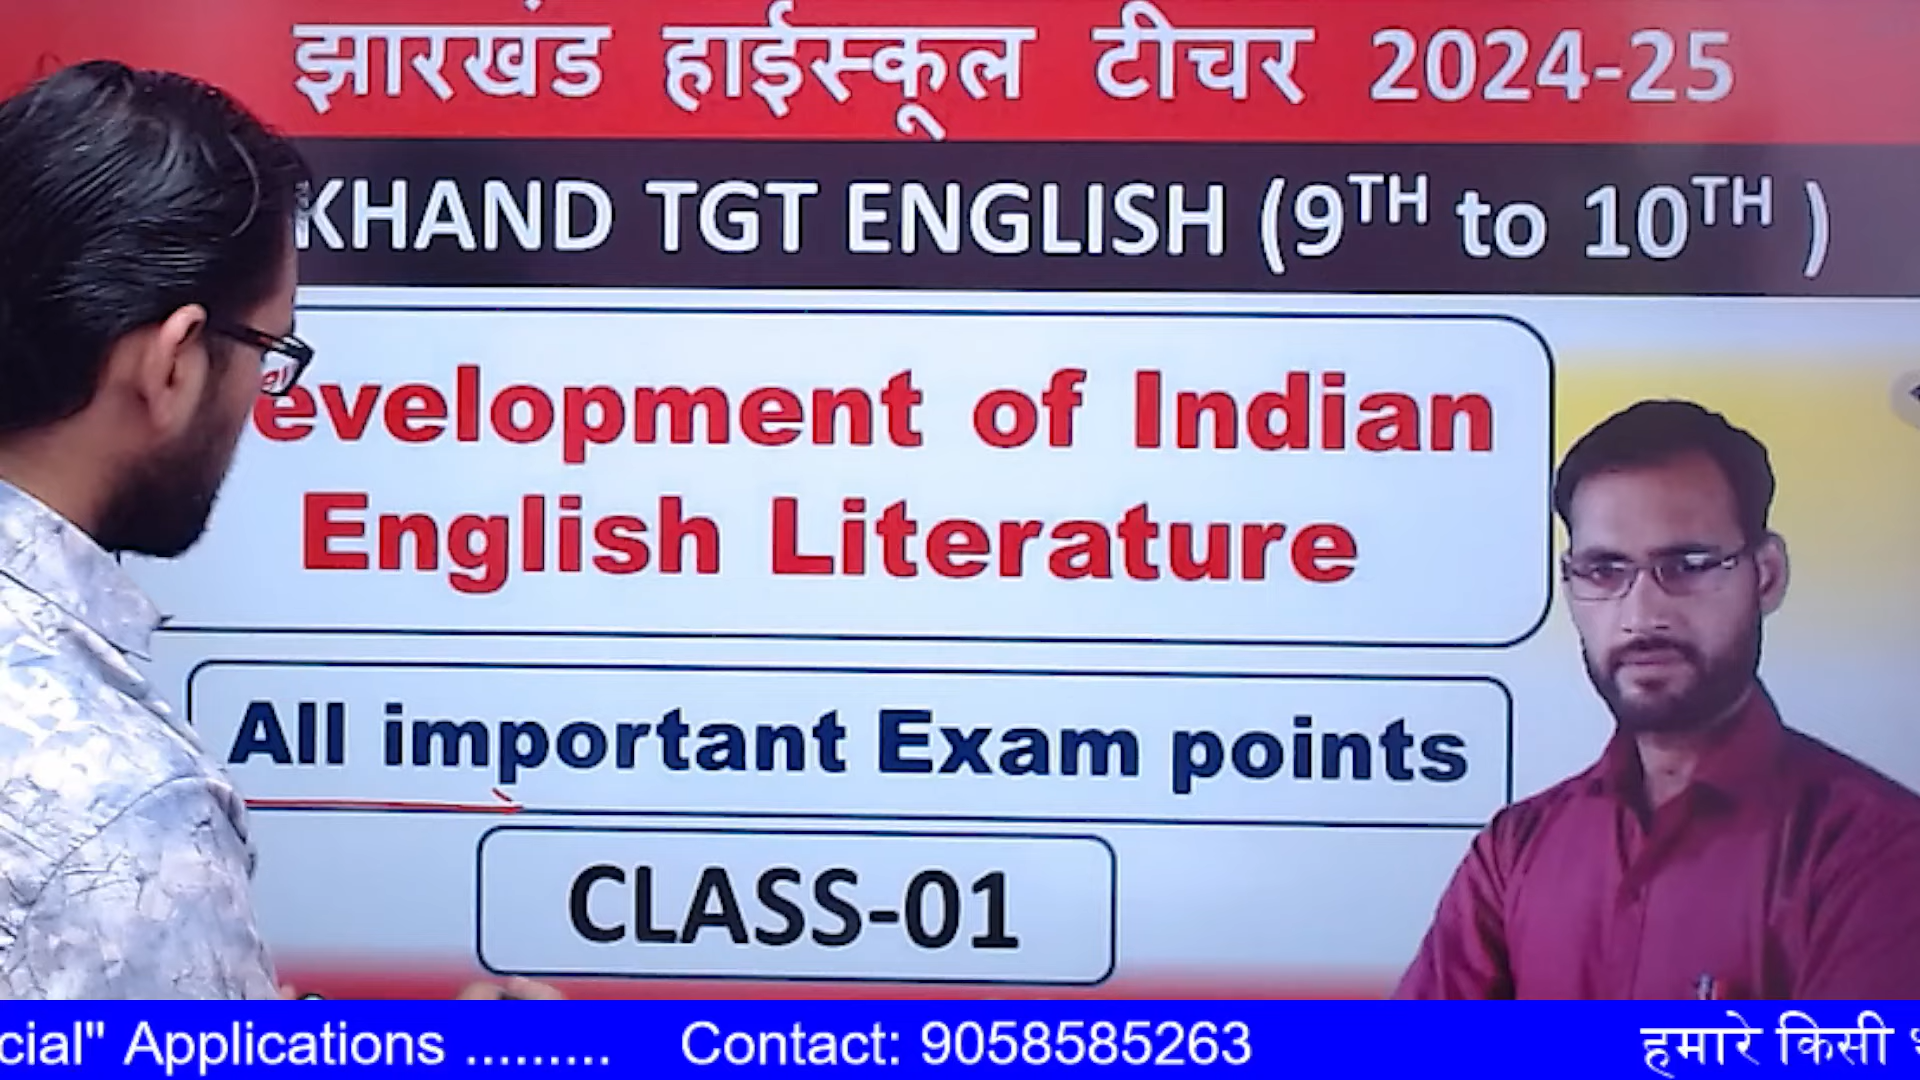 झारखंड हाईस्कूल टीचर 2024-25
KHAND TGT ENGLISH (9TH to 10TH )
evelopment of Indian
English Literature
All important Exam points
CLASS-01
cial" Applications ......... Contact: 9058585263 हमारे किसी